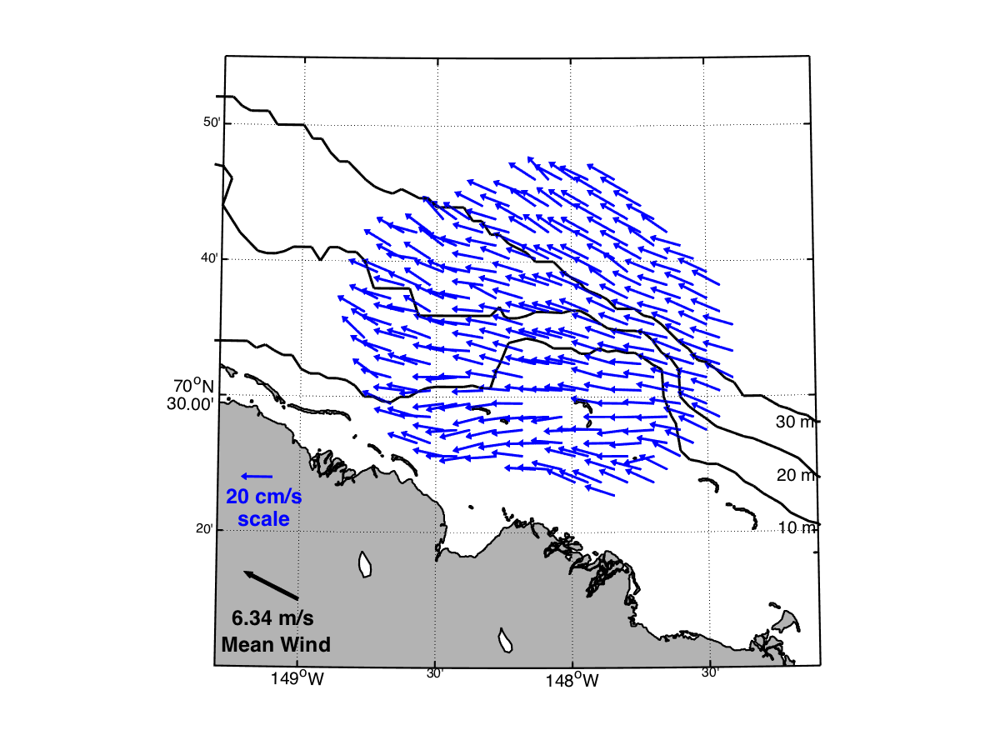 50'
40'
70°N
30.00'
30 m
20 m
20 cm/s
scale
10 m
20'
6.34 m/s
Mean Wind
149°W
30'
148°W
30'